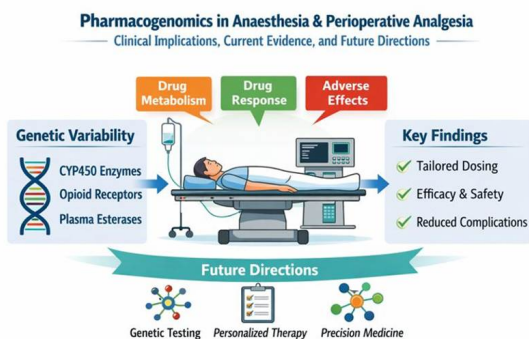 Pharmacogenomics in Anaesthesia & Perioperative Analgesia
Clinical Implications, Current Evidence, and Future Directions
Drug
Metabolism
Drug
Response
Adverse
Effects
Genetic Variability
CYP450 Enzymes
Opioid Receptors
Plasma Esterases
Key Findings
Tailored Dosing
Efficacy & Safety
Reduced Complications
Future Directions
Genetic Testing
Personalized Therapy
Precision Medicine